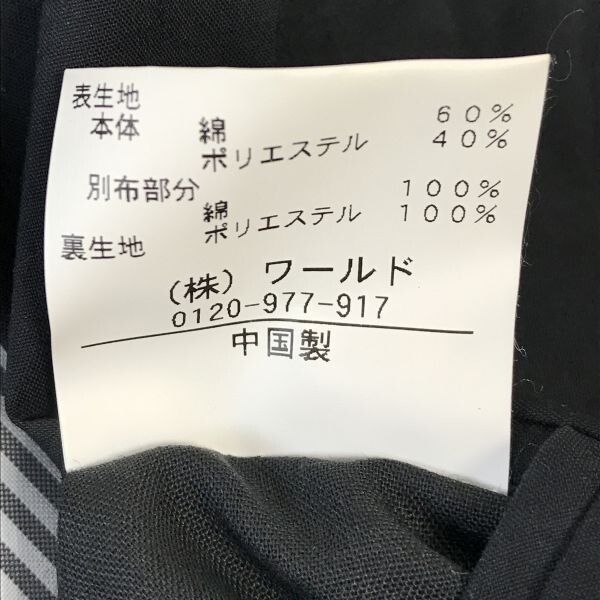 表生地
本体 綿 60%
ポリエステル 40%
別布部分
綿 100%
裏生地 ポリエステル 100%
(株) ワールド
0120-977-917
中国製